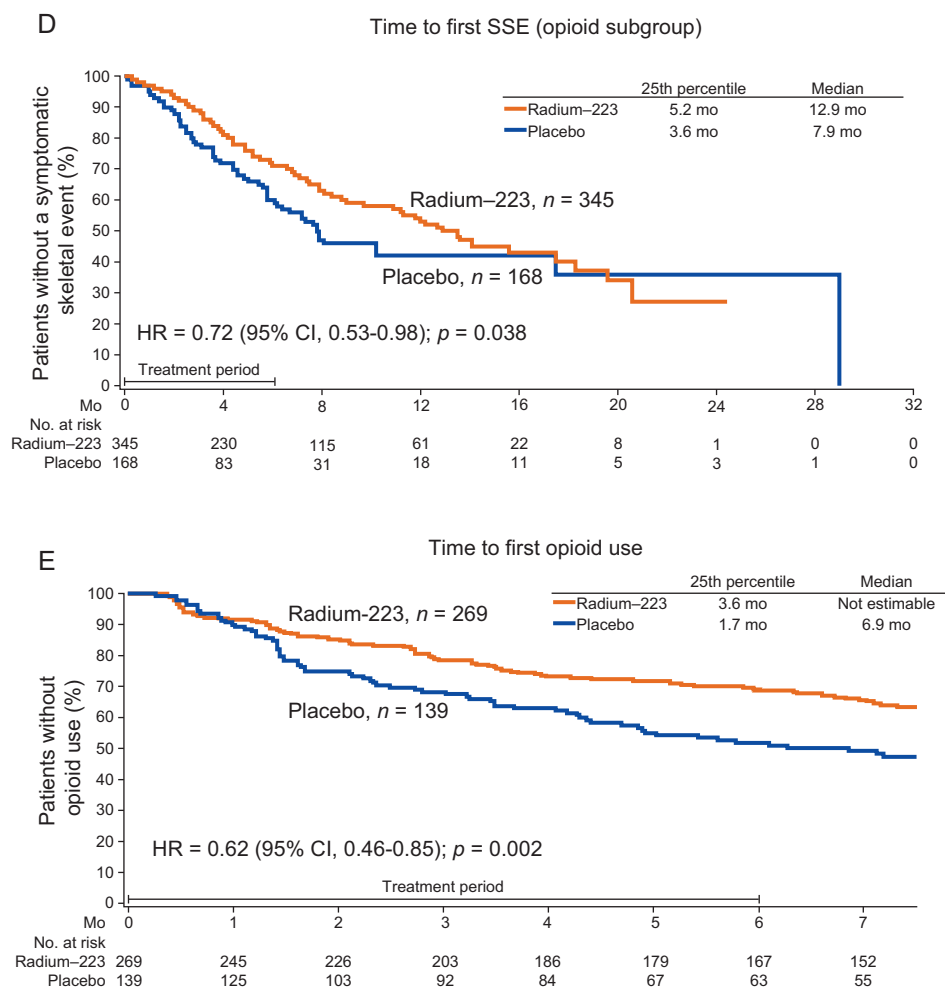 D
Time to first SSE (opioid subgroup)
25th percentile Median
Radium–223 5.2 mo 12.9 mo
Placebo 3.6 mo 7.9 mo
Patients without a symptomatic
skeletal event (%)
100
90
80
70
60
50
40
30
20
10
0
Radium–223, n = 345
Placebo, n = 168
HR = 0.72 (95% CI, 0.53-0.98); p = 0.038
Treatment period
Mo 0 4 8 12 16 20 24 28 32
No. at risk
Radium–223 345 230 115 61 22 8 1 0 0
Placebo 168 83 31 18 11 5 3 1 0
E
Time to first opioid use
25th percentile Median
Radium–223 3.6 mo Not estimable
Placebo 1.7 mo 6.9 mo
Patients without
opioid use (%)
100
90
80
70
60
50
40
30
20
10
0
Radium-223, n = 269
Placebo, n = 139
HR = 0.62 (95% CI, 0.46-0.85); p = 0.002
Treatment period
Mo 0 1 2 3 4 5 6 7
No. at risk
Radium–223 269 245 226 203 186 179 167 152
Placebo 139 125 103 92 84 67 63 55